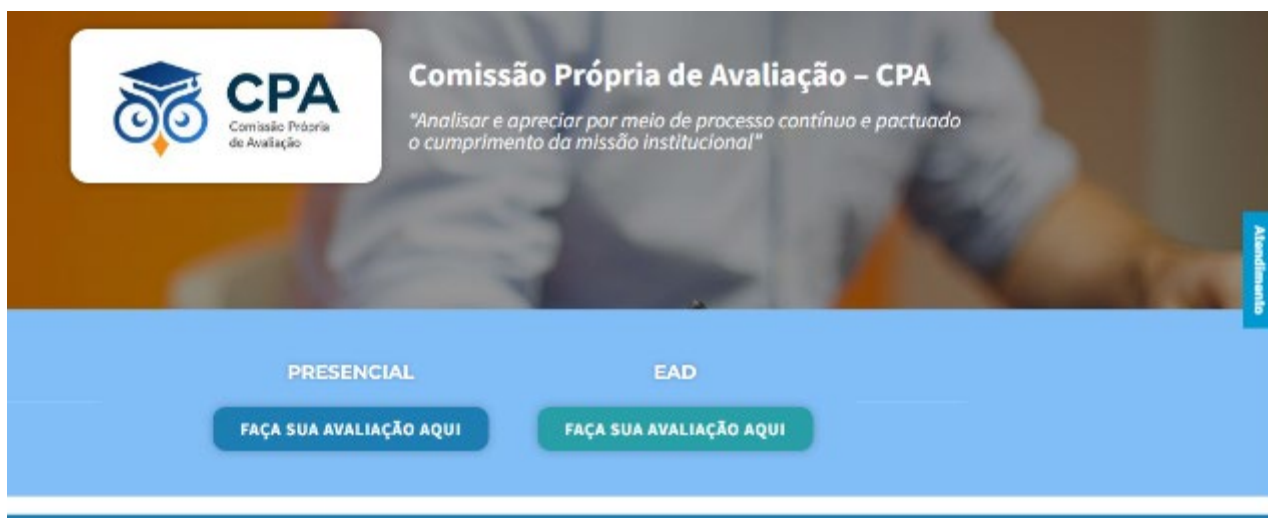 CPA
Comissão Própria
de Avaliação
Comissão Própria de Avaliação – CPA
"Analisar e apreciar por meio de processo contínuo e pactuado
o cumprimento da missão institucional"
Atendimento
PRESENCIAL
EAD
FAÇA SUA AVALIAÇÃO AQUI
FAÇA SUA AVALIAÇÃO AQUI